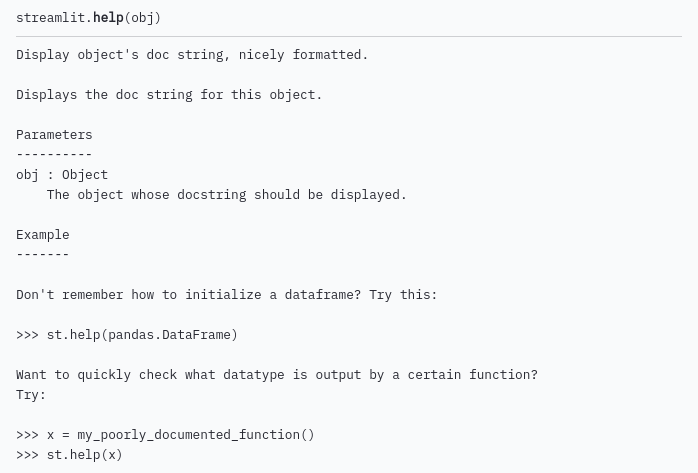 streamlit.help(obj)
Display object's doc string, nicely formatted.
Displays the doc string for this object.
Parameters
----------
obj : Object
The object whose docstring should be displayed.
Example
-------
Don't remember how to initialize a dataframe? Try this:
>>> st.help(pandas.DataFrame)
Want to quickly check what datatype is output by a certain function?
Try:
>>> x = my_poorly_documented_function()
>>> st.help(x)